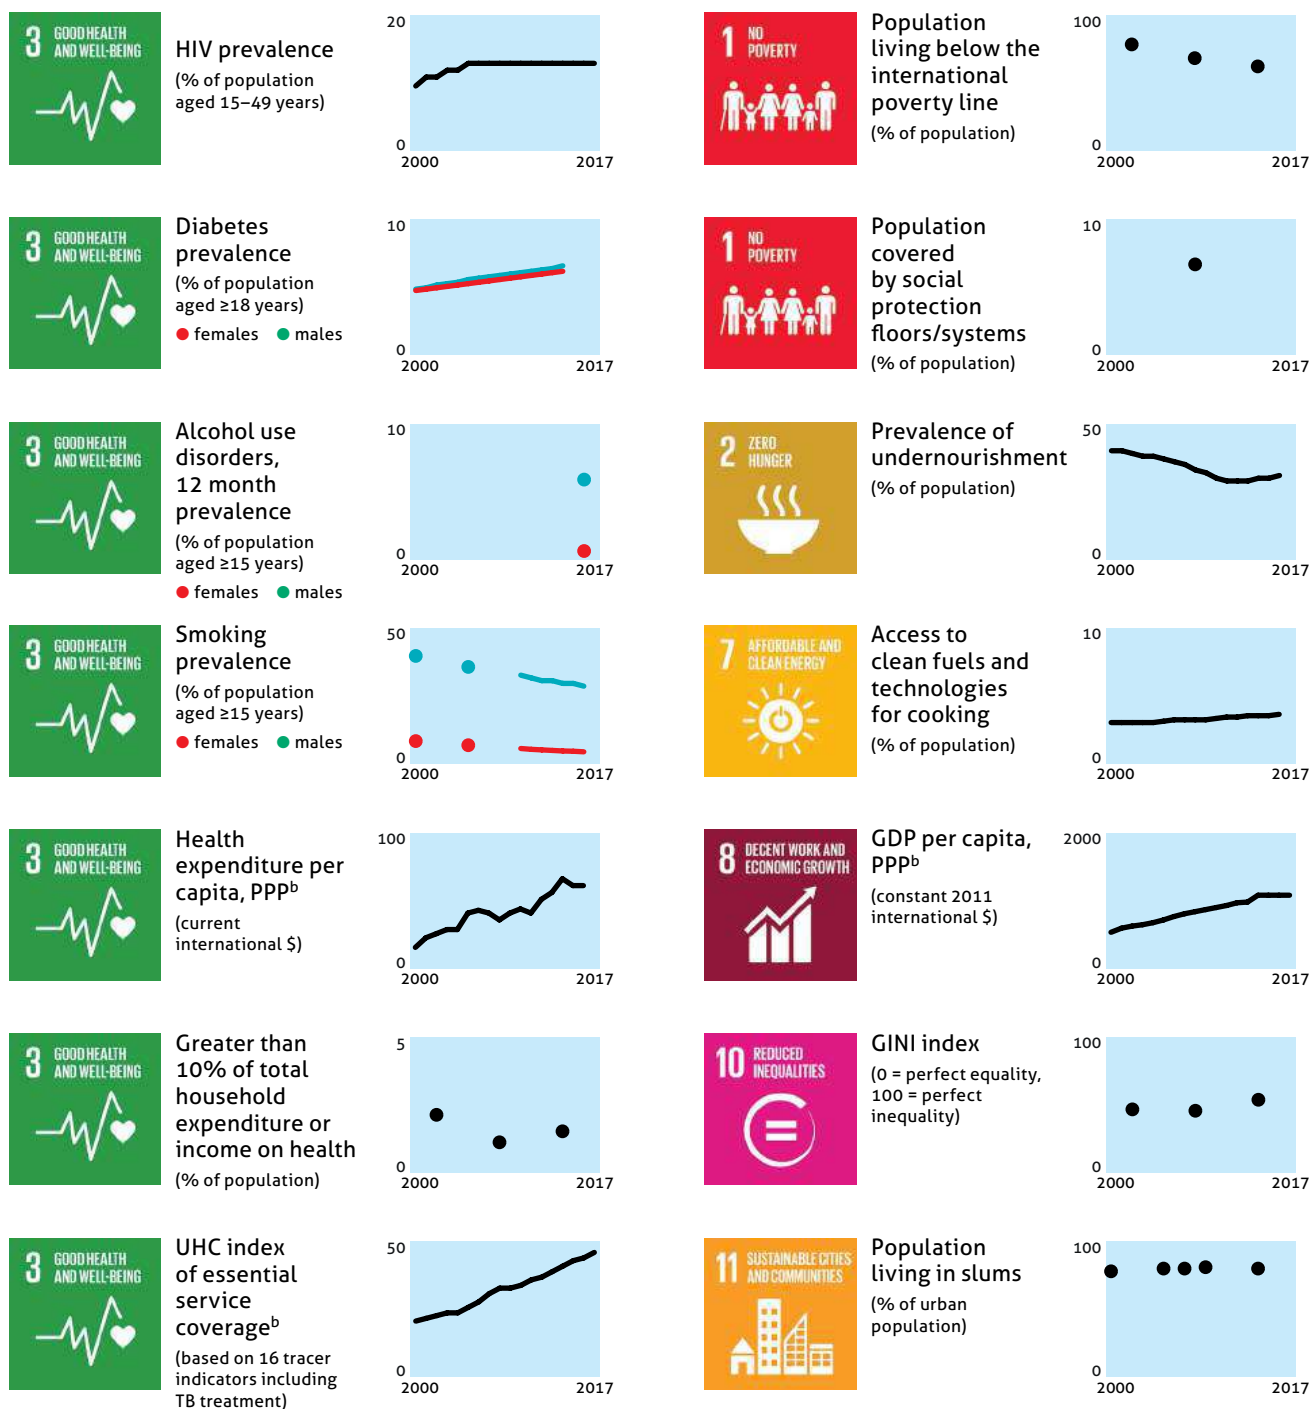 3 GOOD HEALTH
AND WELL-BEING
HIV prevalence
(% of population
aged 15–49 years)
20
0
2000 2017
3 GOOD HEALTH
AND WELL-BEING
Diabetes
prevalence
(% of population
aged ≥18 years)
females males
10
0
2000 2017
3 GOOD HEALTH
AND WELL-BEING
Alcohol use
disorders,
12 month
prevalence
(% of population
aged ≥15 years)
females males
10
0
2000 2017
3 GOOD HEALTH
AND WELL-BEING
Smoking
prevalence
(% of population
aged ≥15 years)
females males
50
0
2000 2017
3 GOOD HEALTH
AND WELL-BEING
Health
expenditure per
capita, PPPᵇ
(current
international $)
100
0
2000 2017
3 GOOD HEALTH
AND WELL-BEING
Greater than
10% of total
household
expenditure or
income on health
(% of population)
5
0
2000 2017
3 GOOD HEALTH
AND WELL-BEING
UHC index
of essential
service
coverageᵇ
(based on 16 tracer
indicators including
TB treatment)
50
0
2000 2017
1 NO
POVERTY
Population
living below the
international
poverty line
(% of population)
100
0
2000 2017
1 NO
POVERTY
Population
covered
by social
protection
floors/systems
(% of population)
10
0
2000 2017
2 ZERO
HUNGER
Prevalence of
undernourishment
(% of population)
50
0
2000 2017
7 AFFORDABLE AND
CLEAN ENERGY
Access to
clean fuels and
technologies
for cooking
(% of population)
10
0
2000 2017
8 DECENT WORK AND
ECONOMIC GROWTH
GDP per capita,
PPPᵇ
(constant 2011
international $)
2000
0
2000 2017
10 REDUCED
INEQUALITIES
GINI index
(0 = perfect equality,
100 = perfect
inequality)
100
0
2000 2017
11 SUSTAINABLE CITIES
AND COMMUNITIES
Population
living in slums
(% of urban
population)
100
0
2000 2017